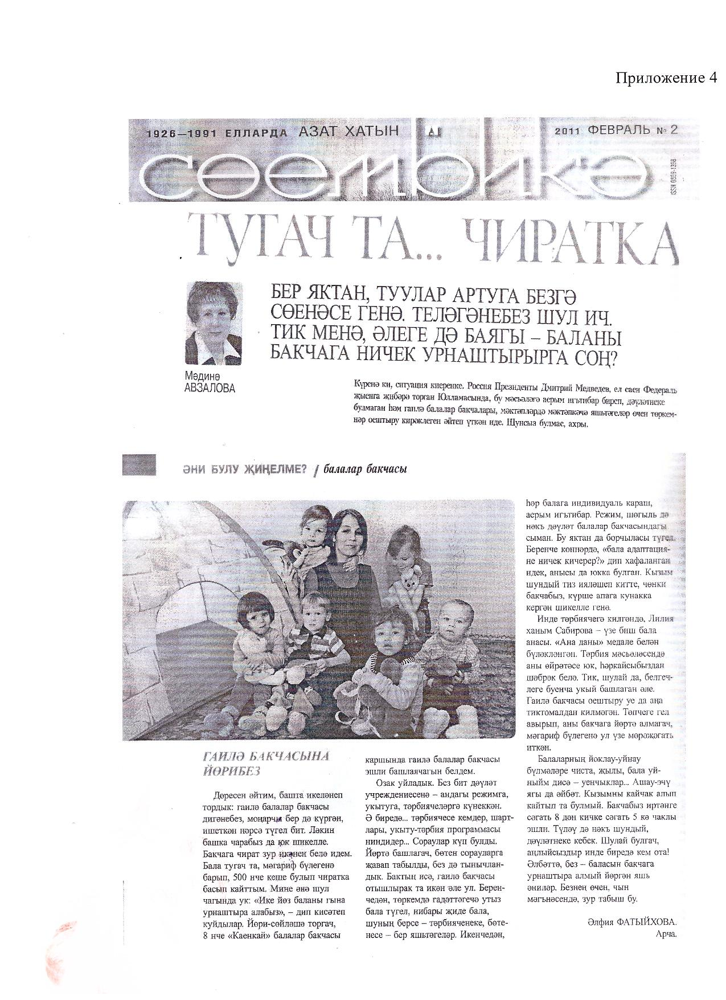 Приложение 4
1926—1991 ЕЛЛАРДА АЗАТ ХАТЫН
2011 ФЕВРАЛЬ № 2
СӨЕМБИКӘ
ISSN 0869-1398
ТУГАЧ ТА... ЧИРАТКА
БЕР ЯКТАН, ТУУЛАР АРТУГА БЕЗГӘ
СӨЕНӘСЕ ГЕНӘ. ТЕЛӘГӘНЕБЕЗ ШУЛ ИЧ.
ТИК МЕНӘ, ӘЛЕГЕ ДӘ БАЯГЫ – БАЛАНЫ
БАКЧАГА НИЧЕК УРНАШТЫРЫРГА СОҢ?
Мәдинә
АВЗАЛОВА
Күренә ки, ситуация киеренке. Россия Президенты Дмитрий Медведев, ел саен Федераль
җыенга җибәрә торган Юлламасында, бу мәсьәләгә аерым игътибар биреп, дәүләтнеке
булмаган һәм гаилә балалар бакчалары, мәктәпләрдә мәктәпкәчә яшьтәгеләр өчен төркем-
нәр оештыру кирәклеген әйтеп үткән иде. Шунсыз булмас, ахры.
ӘНИ БУЛУ ҖИҢЕЛМЕ? / балалар бакчасы
ГАИЛӘ БАКЧАСЫНА
ЙӨРИБЕЗ
Дөресен әйтим, башта икеләнеп
тордык: гаилә балалар бакчасы
дигәнебез, моңарчы бер дә күргән,
ишеткән нәрсә түгел бит. Ләкин
башка чарабыз да юк шикелле.
Бакчага чират зур икәнен белә идем.
Бала тугач та, мәгариф бүлегенә
барып, 500 нче кеше булып чиратка
басып кайттым. Мине әнә шул
чагында ук: «Ике йөз баланы гына
урнаштыра алабыз», – дип кисәтеп
куйдылар. Йөри-сөйләшә торгач,
8 нче «Каенкай» балалар бакчасы
каршында гаилә балалар бакчасы
эшли башлаячагын белдем.
Озак уйладык. Без бит дәүләт
учреждениесенә – андагы режимга,
укытуга, тәрбиячеләргә күнеккән.
Ә биредә... тәрбиячесе кемдер, шарт-
лары, укыту-тәрбия программасы
ниндидер... Сораулар күп булды.
Йөртә башлагач, бөтен сорауларга
җавап табылды, без дә тынычлан-
дык. Бактың исә, гаилә бакчасы
отышлырак та икән әле ул. Берен-
чедән, төркемдә гадәттәгечә утыз
бала түгел, нибары җиде бала,
шуның берсе – тәрбияченеке, бөте-
несе – бер яшьтәгеләр. Икенчедән,
һәр балага индивидуаль караш,
аерым игътибар. Режим, шөгыль дә
нәкъ дәүләт балалар бакчасындагы
сыман. Бу яктан да борчыласы түгел.
Беренче көннәрдә, «бала адаптация-
не ничек кичерер?» дип хафаланган
идек, анысы да юкка булган. Кызым
шундый тиз ияләшеп китте, чөнки
бакчабыз, күрше апага кунакка
кергән шикелле генә.
Инде тәрбиячегә килгәндә, Лилия
ханым Сабирова – үзе биш бала
анасы. «Ана даны» медале белән
бүләкләнгән. Тәрбия мәсьәләсендә
аны өйрәтәсе юк, һәркайсыбыздан
шәбрәк белә. Тик, шулай да, белгеч-
леге буенча укый башлаган әле.
Гаилә бакчасы оештыру уе да аңа
тиктомалдан килмәгән. Төпчеге гел
авырып, аны бакчага йөртә алмагач,
мәгариф бүлегенә ул үзе мөрәҗәгать
иткән.
Балаларның йоклау-уйнау
бүлмәләре чиста, җылы, бала уй-
ныйм дисә – уенчыклар... Ашау-эчү
ягы да әйбәт. Кызымны кайчак алып
кайтып та булмый. Бакчабыз иртәнге
сәгать 8 дән кичке сәгать 5 кә чаклы
эшли. Түләү дә нәкъ шундый,
дәүләтнеке кебек. Шулай булгач,
аңлыйсыздыр инде биредә кем ота!
Әлбәттә, без – баласын бакчага
урнаштыра алмый йөргән яшь
әниләр. Безнең өчен, чын
мәгънәсендә, зур табыш бу.
Әлфия ФАТЫЙХОВА.
Арча.